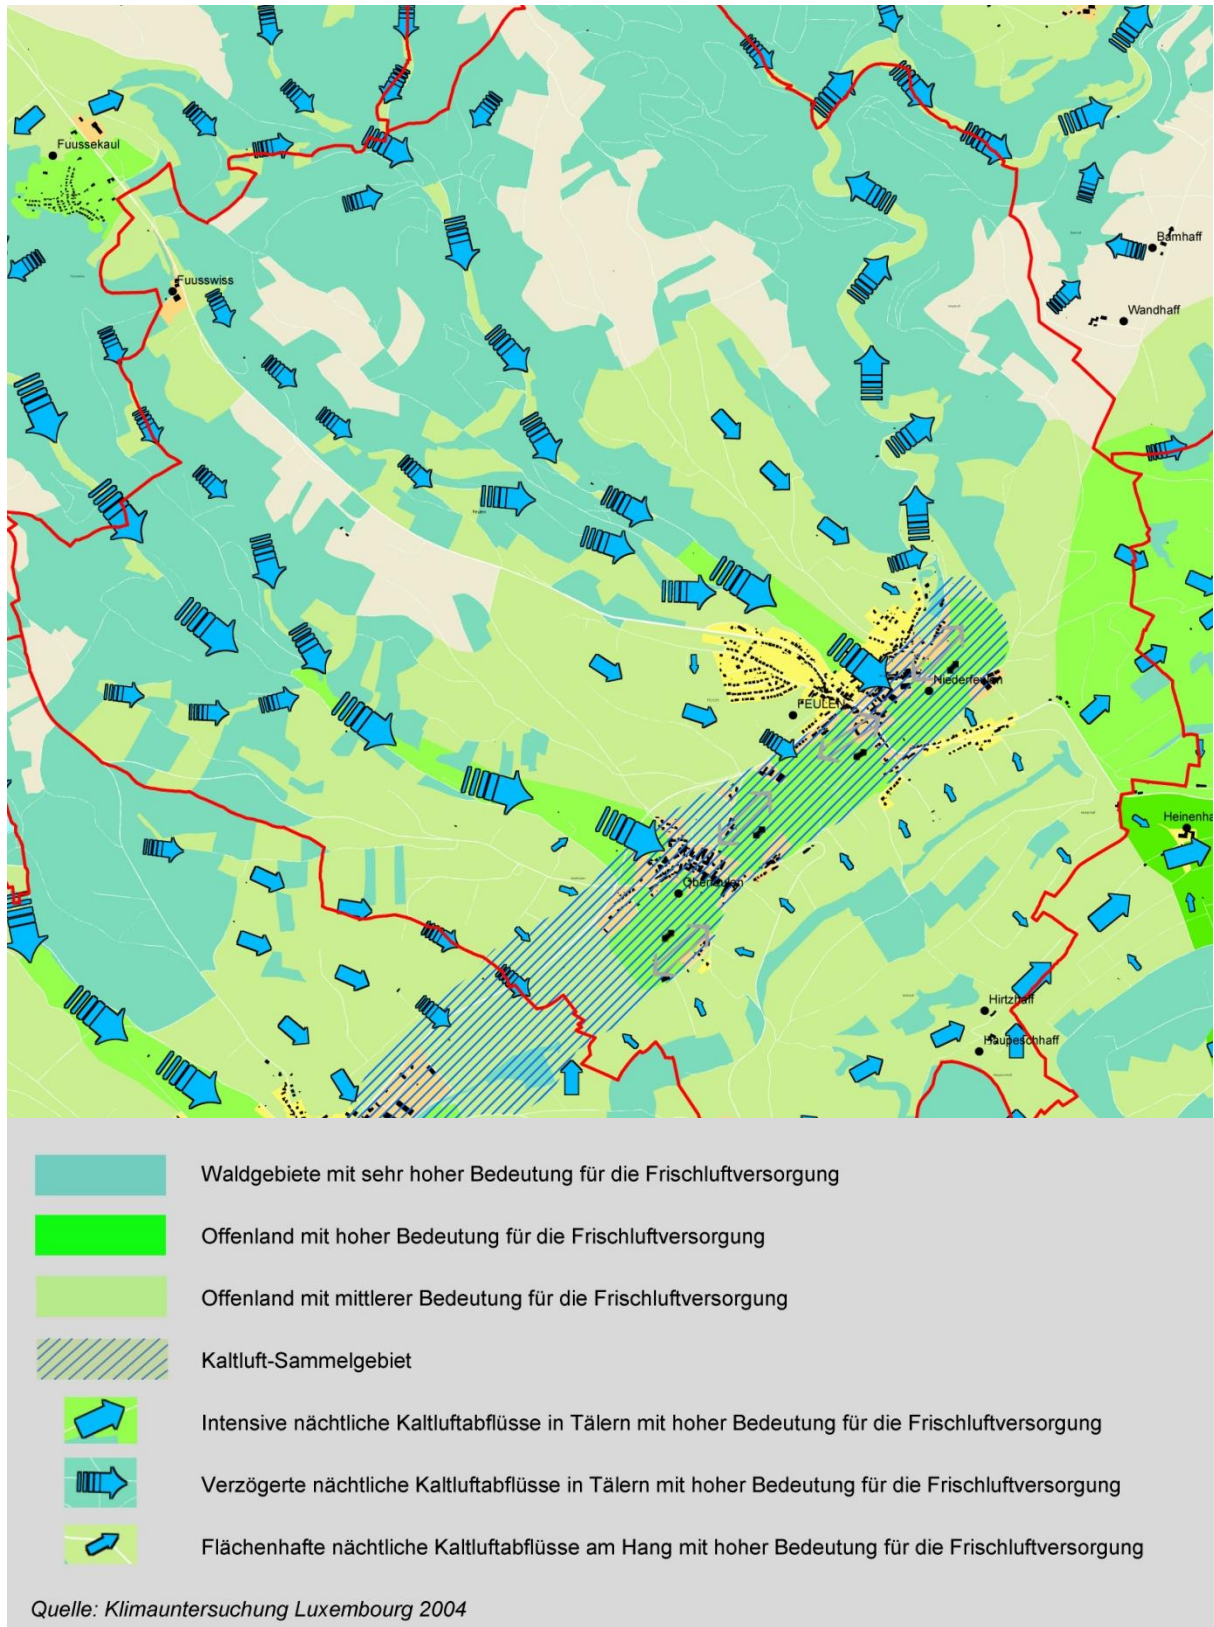 Fuussekaul
Fuusswiss
Bamhaff
Wandhaff
Niederfeulen
FEULEN
Heinenha
Oberfeulen
Hirtzhaff
Haupeschhaff
Waldgebiete mit sehr hoher Bedeutung für die Frischluftversorgung
Offenland mit hoher Bedeutung für die Frischluftversorgung
Offenland mit mittlerer Bedeutung für die Frischluftversorgung
Kaltluft-Sammelgebiet
Intensive nächtliche Kaltluftabflüsse in Tälern mit hoher Bedeutung für die Frischluftversorgung
Verzögerte nächtliche Kaltluftabflüsse in Tälern mit hoher Bedeutung für die Frischluftversorgung
Flächenhafte nächtliche Kaltluftabflüsse am Hang mit hoher Bedeutung für die Frischluftversorgung
Quelle: Klimauntersuchung Luxembourg 2004